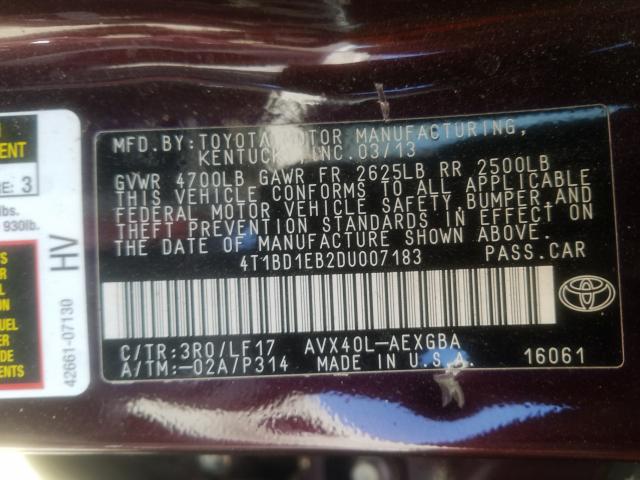 MFD.BY: TOYOTA MOTOR MANUFACTURING,
KENTUCKY, INC. 03/13
GVWR 4700LB GAWR FR 2625LB RR 2500LB
THIS VEHICLE CONFORMS TO ALL APPLICABLE
FEDERAL MOTOR VEHICLE SAFETY, BUMPER, AND
THEFT PREVENTION STANDARDS IN EFFECT ON
THE DATE OF MANUFACTURE SHOWN ABOVE.
4T1BD1EB2DU007183 PASS.CAR
C/TR:3R0/LF17 AVX40L-AEXGBA
A/TM:-02A/P314 MADE IN U.S.A. 16061
3
lbs.
930lb.
HV
42661-07130